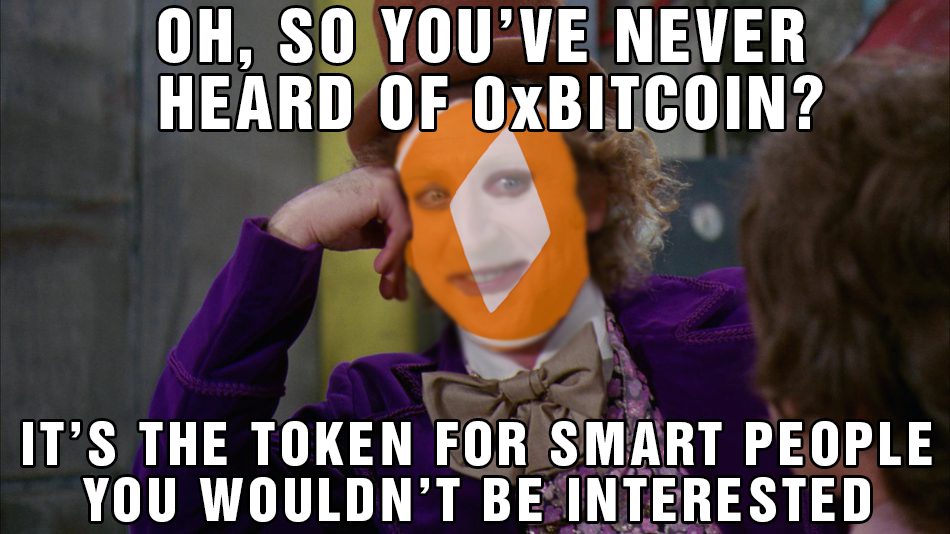 OH, SO YOU’VE NEVER
HEARD OF 0xBITCOIN?
IT’S THE TOKEN FOR SMART PEOPLE
YOU WOULDN’T BE INTERESTED